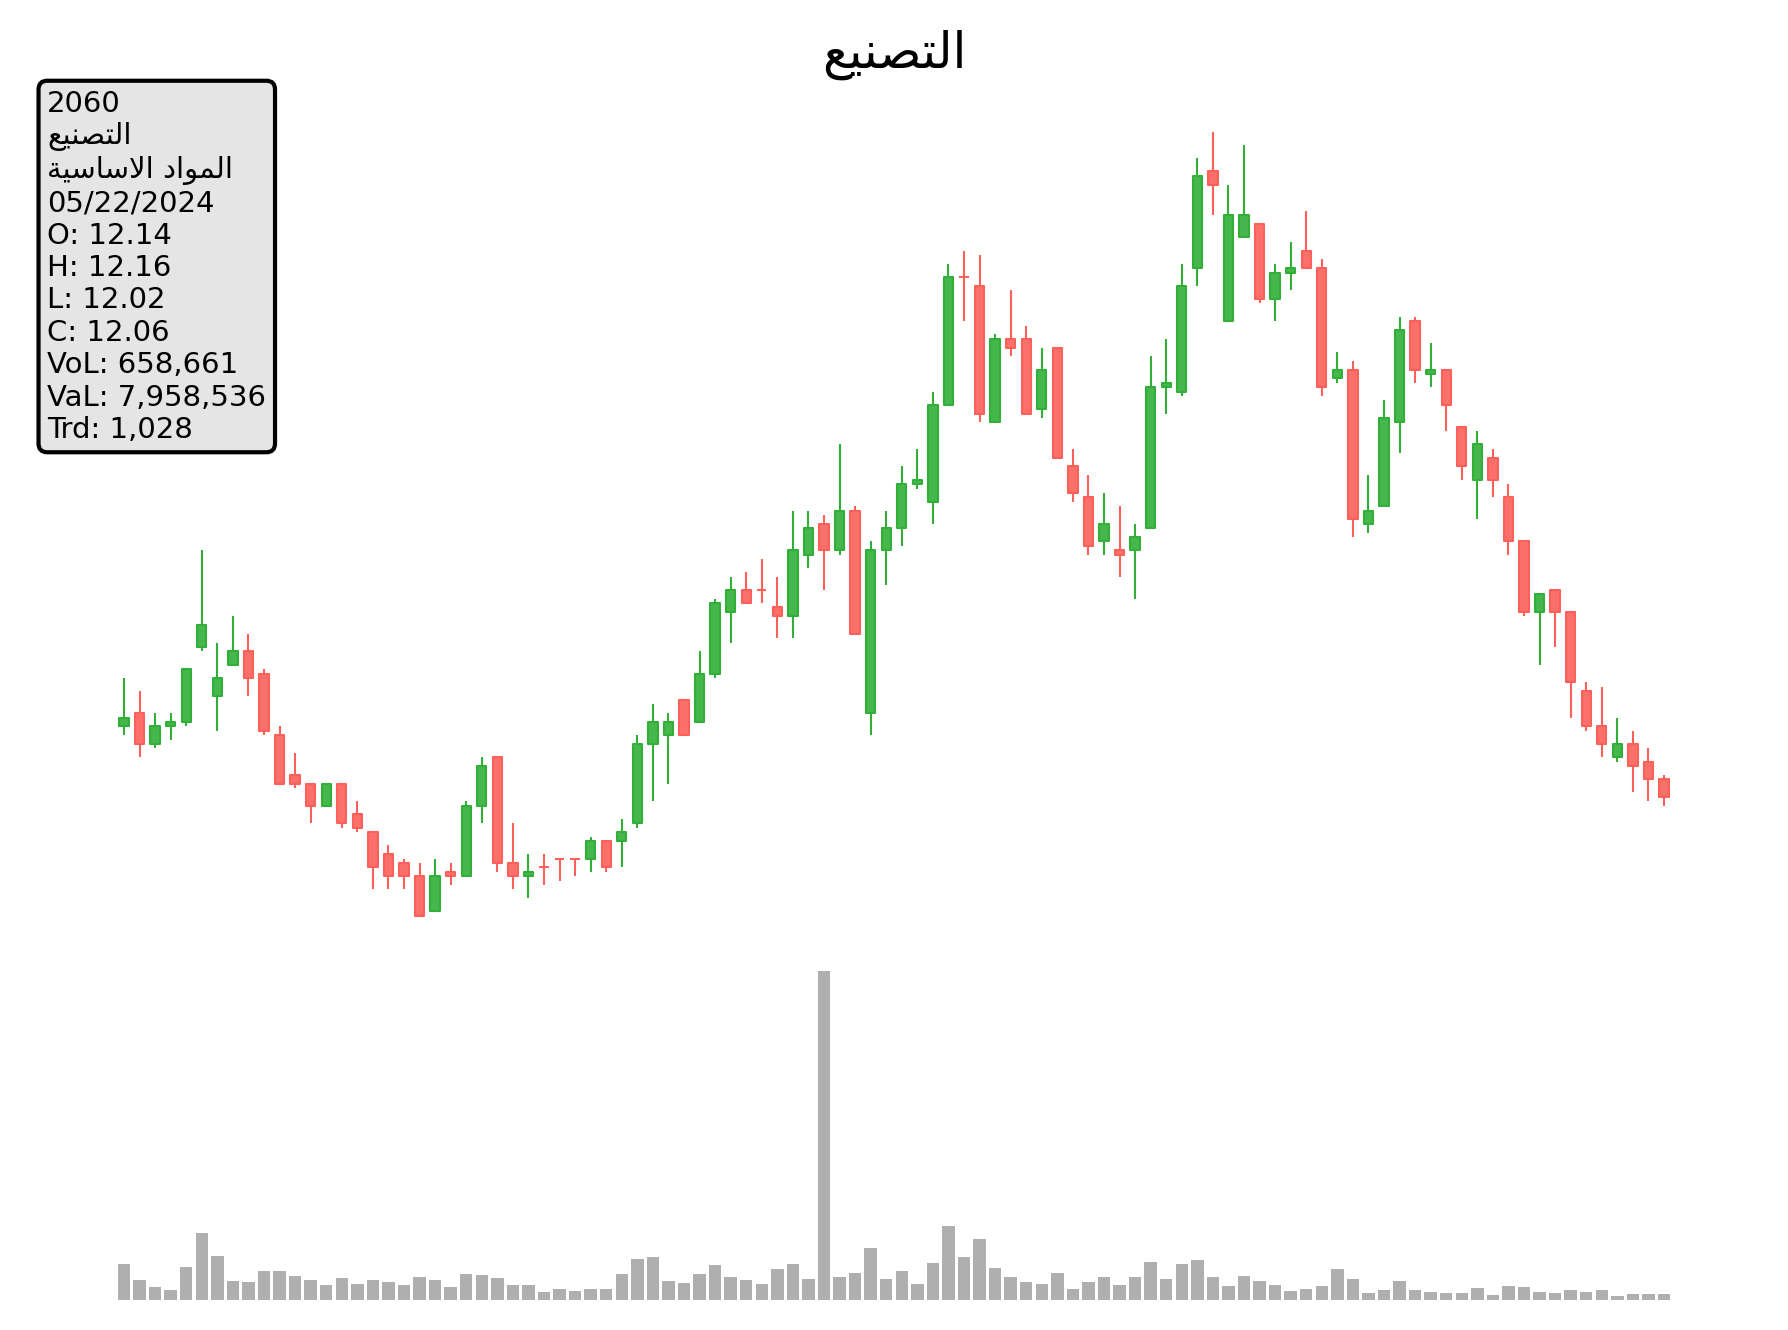 التصنيع
2060
التصنيع
المواد الاساسية
05/22/2024
O: 12.14
H: 12.16
L: 12.02
C: 12.06
VoL: 658,661
VaL: 7,958,536
Trd: 1,028